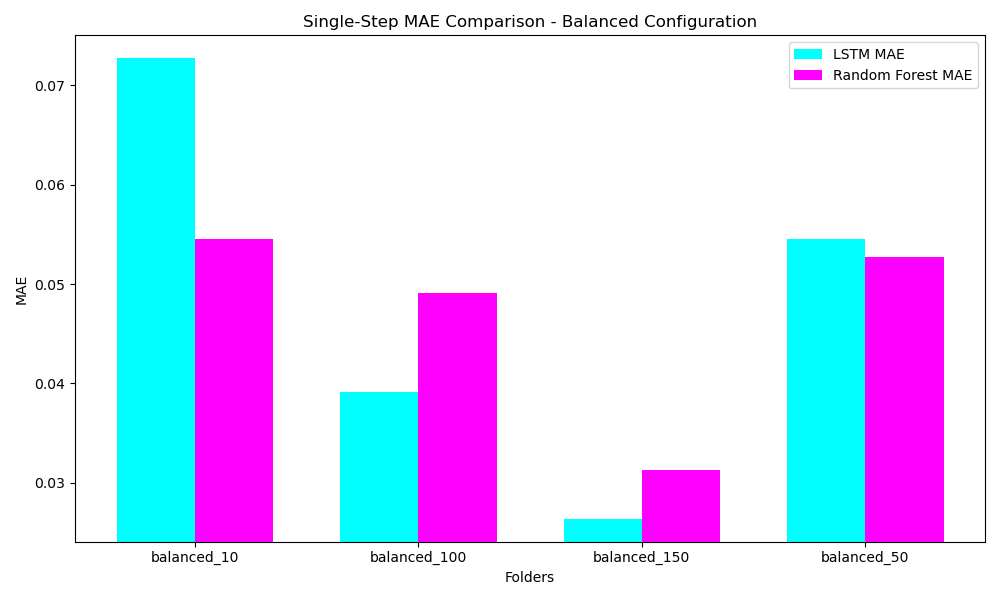 Single-Step MAE Comparison - Balanced Configuration
LSTM MAE
Random Forest MAE
MAE
0.07
0.06
0.05
0.04
0.03
balanced_10
balanced_100
balanced_150
balanced_50
Folders